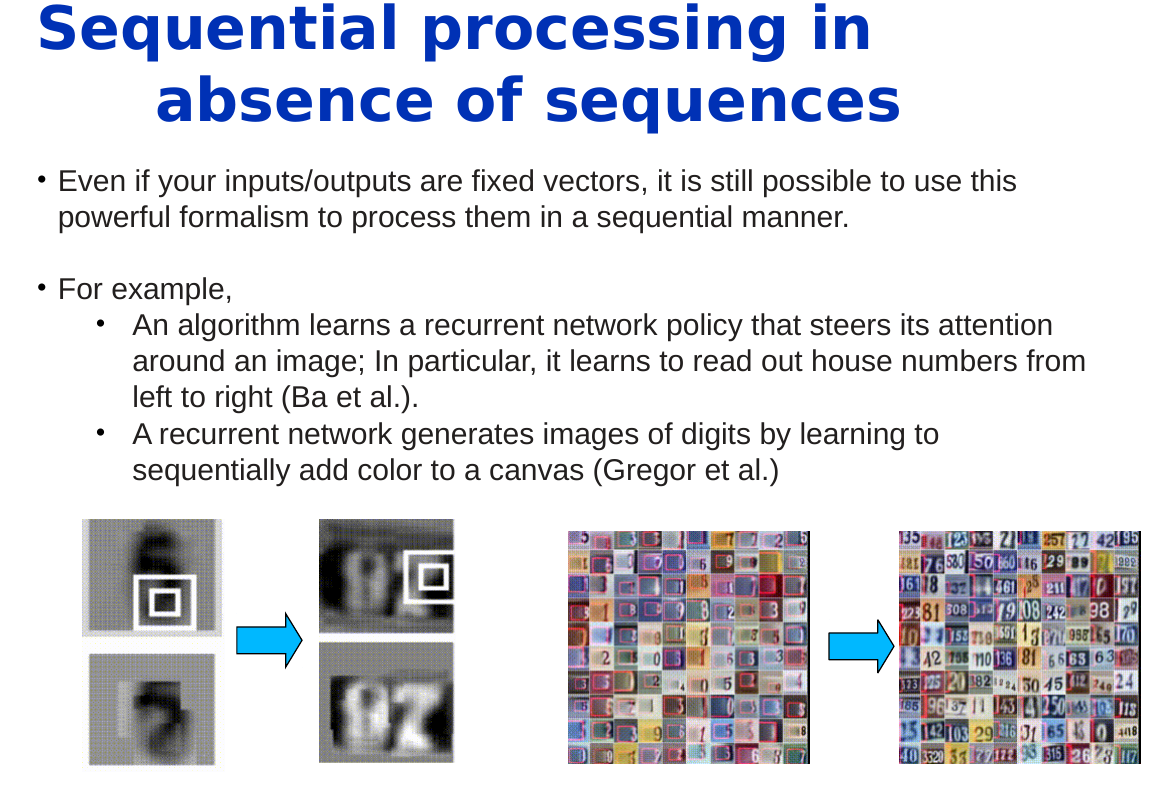 Sequential processing in
absence of sequences
• Even if your inputs/outputs are fixed vectors, it is still possible to use this
powerful formalism to process them in a sequential manner.
• For example,
• An algorithm learns a recurrent network policy that steers its attention
around an image; In particular, it learns to read out house numbers from
left to right (Ba et al.).
• A recurrent network generates images of digits by learning to
sequentially add color to a canvas (Gregor et al.)